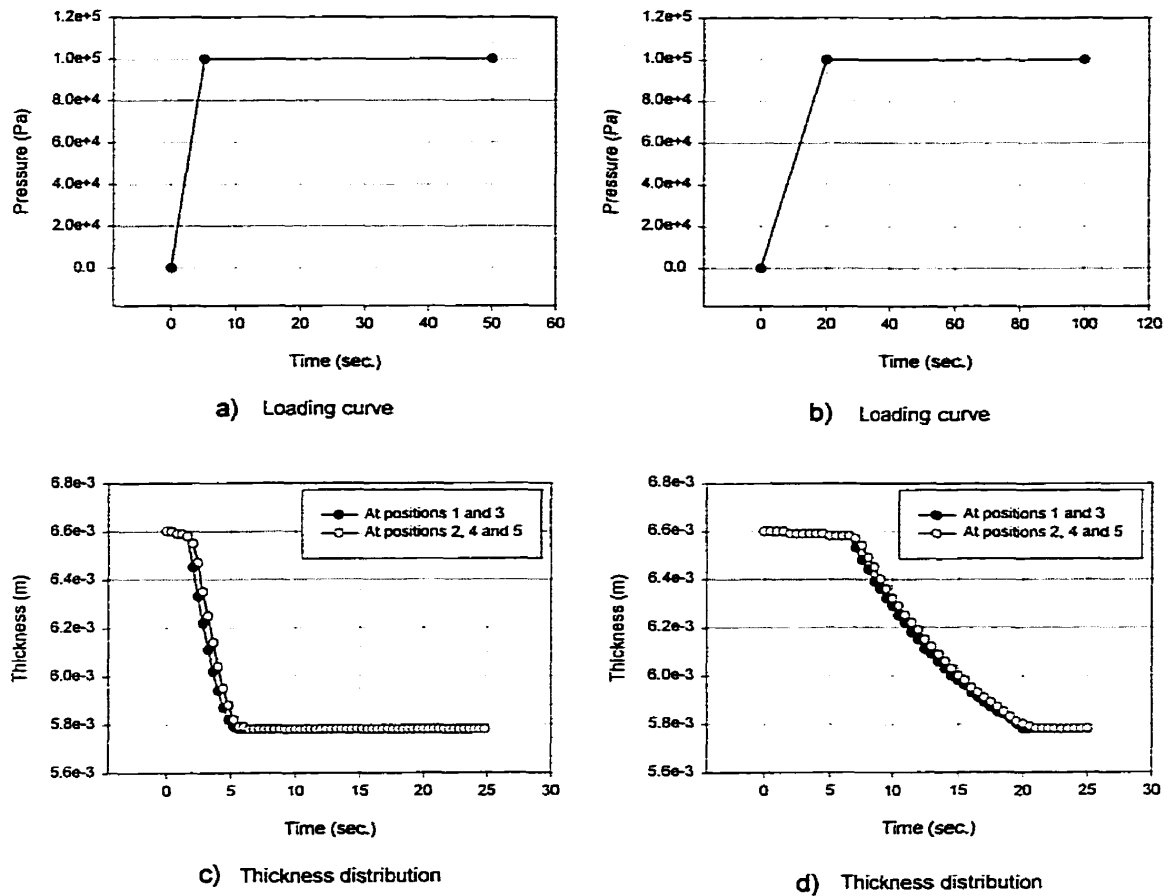 1.2e+5
1.0e+5
8.0e+4
6.0e+4
4.0e+4
2.0e+4
0.0
Pressure (Pa)
0 10 20 30 40 50 60
Time (sec.)
a) Loading curve
1.2e+5
1.0e+5
8.0e+4
6.0e+4
4.0e+4
2.0e+4
0.0
Pressure (Pa)
0 20 40 60 80 100 120
Time (sec.)
b) Loading curve
6.8e-3
6.6e-3
6.4e-3
6.2e-3
6.0e-3
5.8e-3
5.6e-3
Thickness (m)
At positions 1 and 3
At positions 2, 4 and 5
0 5 10 15 20 25 30
Time (sec.)
c) Thickness distribution
6.8e-3
6.6e-3
6.4e-3
6.2e-3
6.0e-3
5.8e-3
5.6e-3
Thickness (m)
At positions 1 and 3
At positions 2, 4 and 5
0 5 10 15 20 25 30
Time (sec.)
d) Thickness distribution